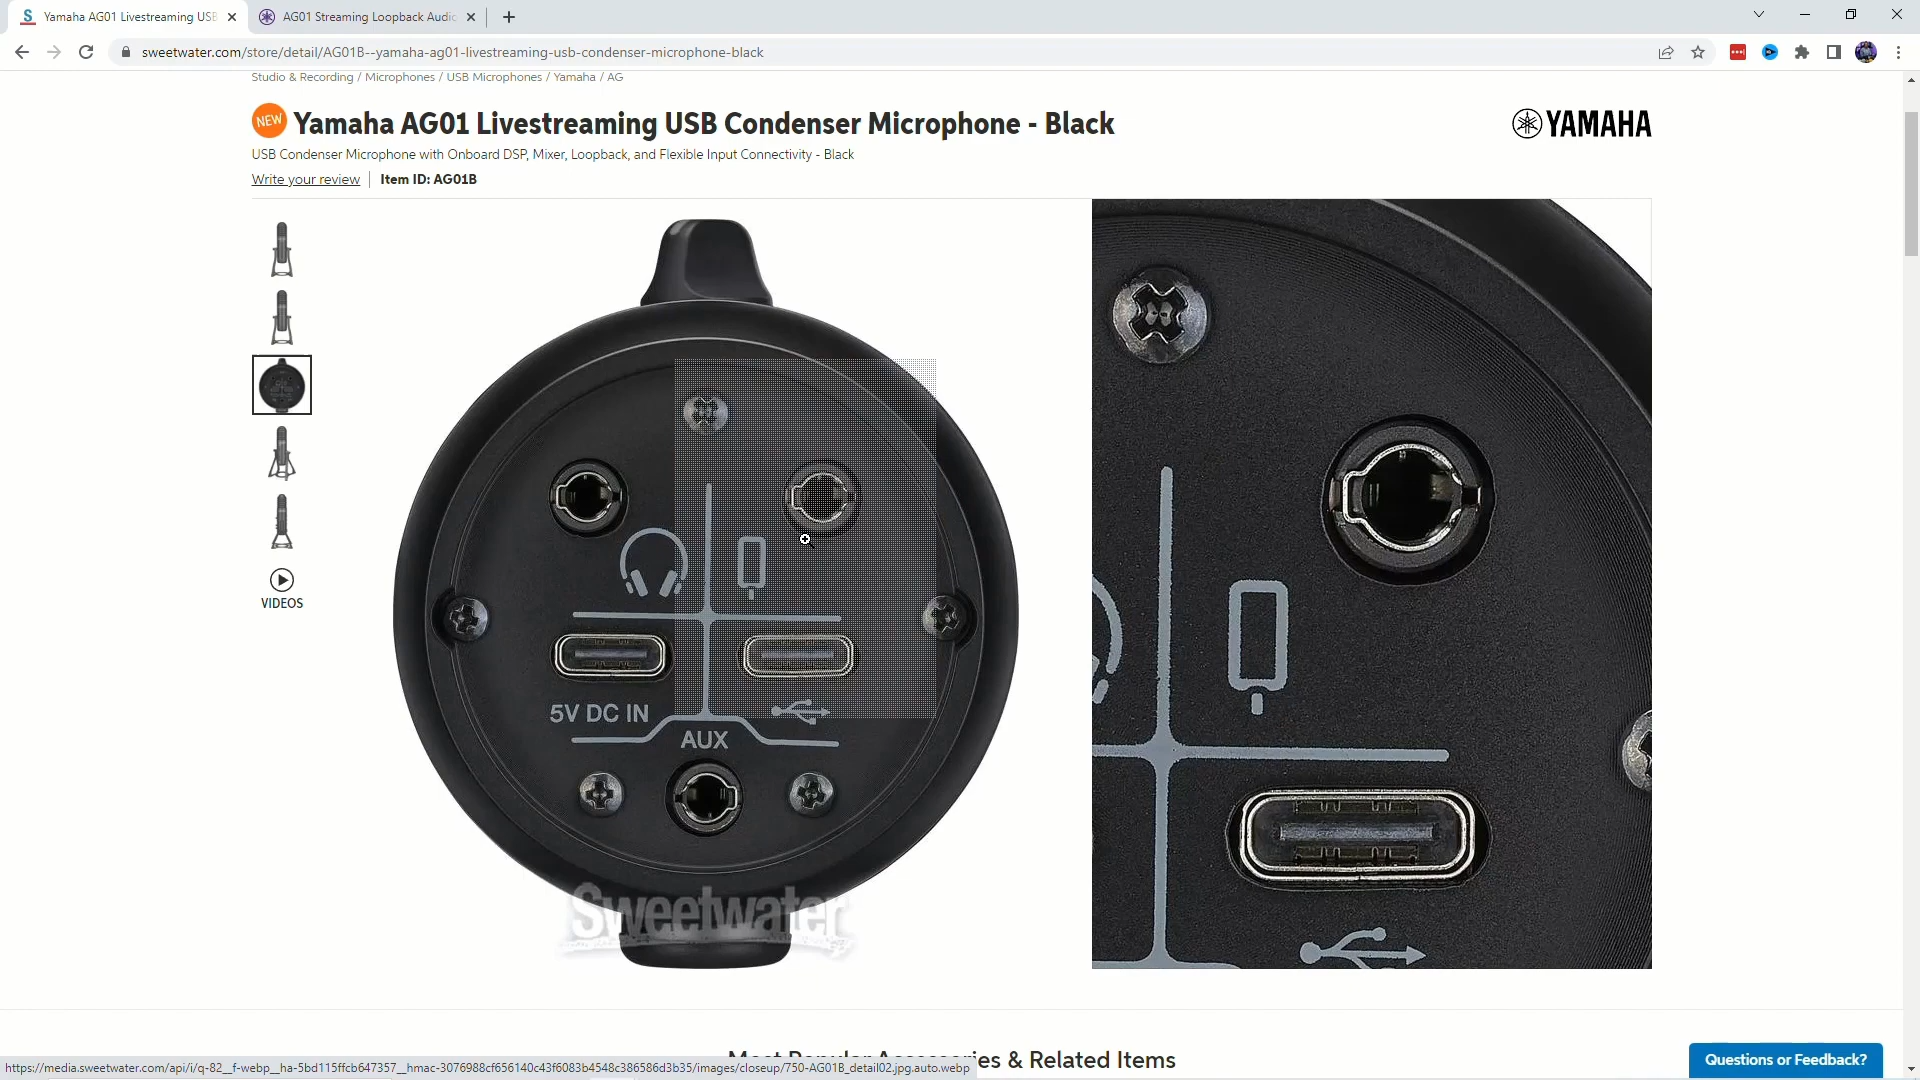 Yamaha AG01 Livestreaming USB
AG01 Streaming Loopback Audio
sweetwater.com/store/detail/AG01B--yamaha-ag01-livestreaming-usb-condenser-microphone-black
Studio & Recording / Microphones / USB Microphones / Yamaha / AG
NEW
Yamaha AG01 Livestreaming USB Condenser Microphone - Black
YAMAHA
USB Condenser Microphone with Onboard DSP, Mixer, Loopback, and Flexible Input Connectivity - Black
Write your review
Item ID: AG01B
VIDEOS
5V DC IN
AUX
Sweetwater
Most Popular Accessories & Related Items
Questions or Feedback?
https://media.sweetwater.com/api/i/q-82__f-webp__ha-5bd115ffcb647357__hmac-3076988cf656140c43f6083b4548c386586d3b35/images/closeup/750-AG01B_detail02.jpg.auto.webp